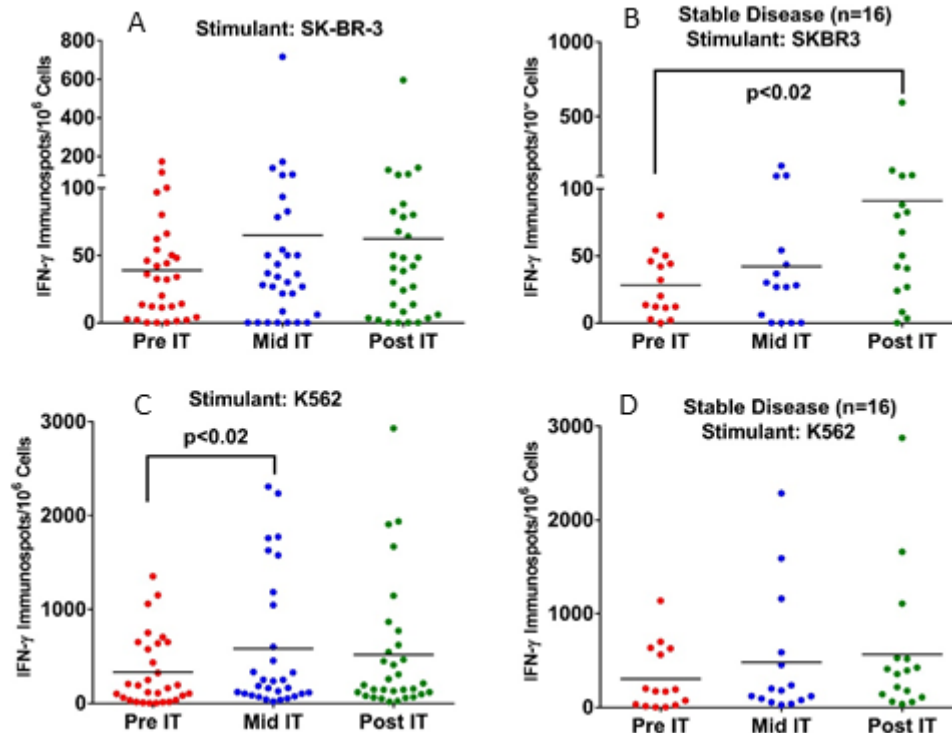 A
Stimulant: SK-BR-3
IFN-γ Immunospots/10⁶ Cells
800
600
400
200
100
50
0
Pre IT
Mid IT
Post IT
B
Stable Disease (n=16)
Stimulant: SKBR3
p<0.02
IFN-γ Immunospots/10 Cells
1000
500
100
50
0
Pre IT
Mid IT
Post IT
C
Stimulant: K562
p<0.02
IFN-γ Immunospots/10⁶ Cells
3000
2000
1000
0
Pre IT
Mid IT
Post IT
D
Stable Disease (n=16)
Stimulant: K562
IFN-γ Immunospots/10⁶ Cells
3000
2000
1000
0
Pre IT
Mid IT
Post IT